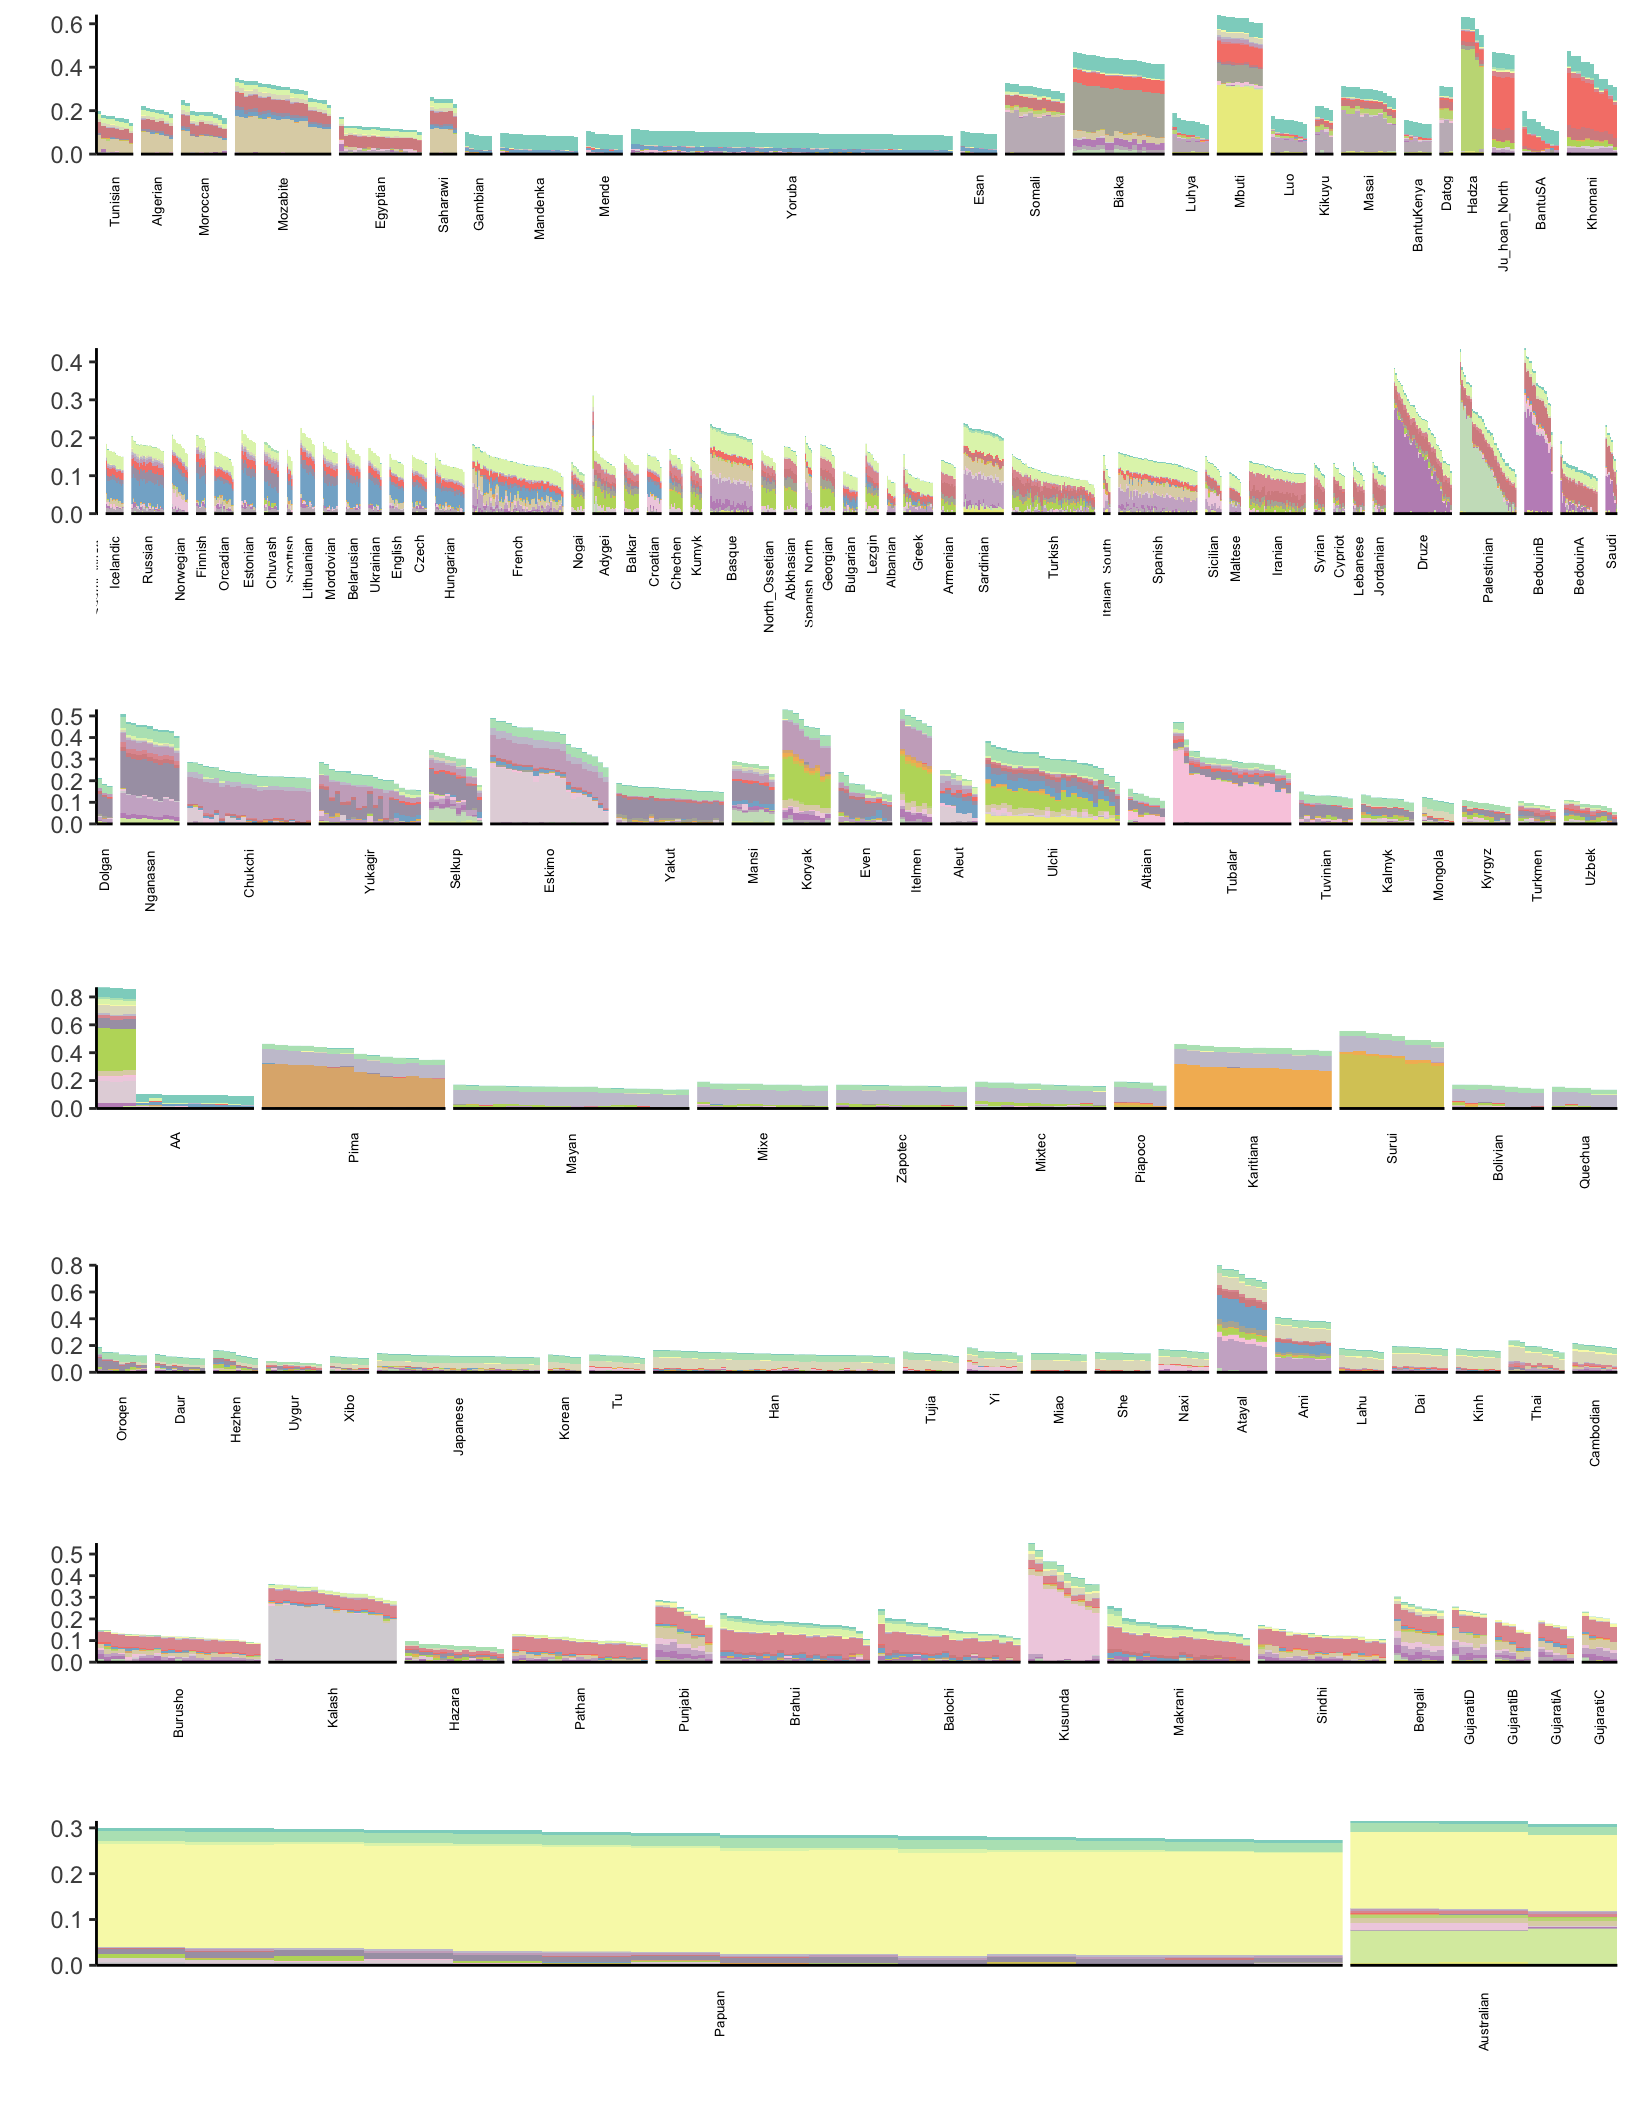 0.6
0.4
0.2
0.0
Tunisian
Algerian
Moroccan
Mozabite
Egyptian
Saharawi
Gambian
Mandenka
Mende
Yoruba
Esan
Somali
Biaka
Luhya
Mbuti
Luo
Kikuyu
Masai
BantuKenya
Datog
Hadza
Ju_hoan_North
BantuSA
Khomani
0.4
0.3
0.2
0.1
0.0
Icelandic
Russian
Norwegian
Finnish
Orcadian
Estonian
Chuvash
Scottish
Lithuanian
Mordovian
Belarusian
Ukrainian
English
Czech
Hungarian
French
Nogai
Adygei
Balkar
Croatian
Chechen
Kumyk
Basque
North_Ossetian
Abkhasian
Spanish_North
Georgian
Bulgarian
Lezgin
Albanian
Greek
Armenian
Sardinian
Turkish
Italian_South
Spanish
Sicilian
Maltese
Iranian
Syrian
Cypriot
Lebanese
Jordanian
Druze
Palestinian
BedouinB
BedouinA
Saudi
0.5
0.4
0.3
0.2
0.1
0.0
Dolgan
Nganasan
Chukchi
Yukagir
Selkup
Eskimo
Yakut
Mansi
Koryak
Even
Itelmen
Aleut
Ulchi
Altaian
Tubalar
Tuvinian
Kalmyk
Mongola
Kyrgyz
Turkmen
Uzbek
0.8
0.6
0.4
0.2
0.0
AA
Pima
Mayan
Mixe
Zapotec
Mixtec
Piapoco
Karitiana
Surui
Bolivian
Quechua
0.8
0.6
0.4
0.2
0.0
Oroqen
Daur
Hezhen
Uygur
Xibo
Japanese
Korean
Tu
Han
Tujia
Yi
Miao
She
Naxi
Atayal
Ami
Lahu
Dai
Kinh
Thai
Cambodian
0.5
0.4
0.3
0.2
0.1
0.0
Burusho
Kalash
Hazara
Pathan
Punjabi
Brahui
Balochi
Kusunda
Makrani
Sindhi
Bengali
GujaratiD
GujaratiB
GujaratiA
GujaratiC
0.3
0.2
0.1
0.0
Papuan
Australian